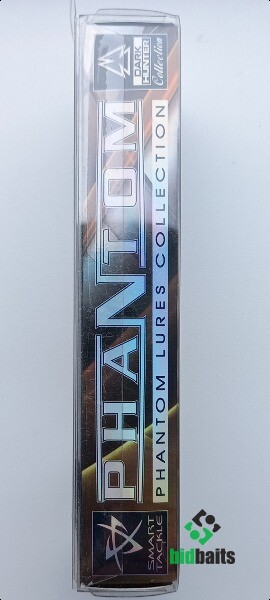 DARK
HUNTER
Collection
PHANTOM
PHANTOM LURES COLLECTION
SMART
TACKLE
bidbaits